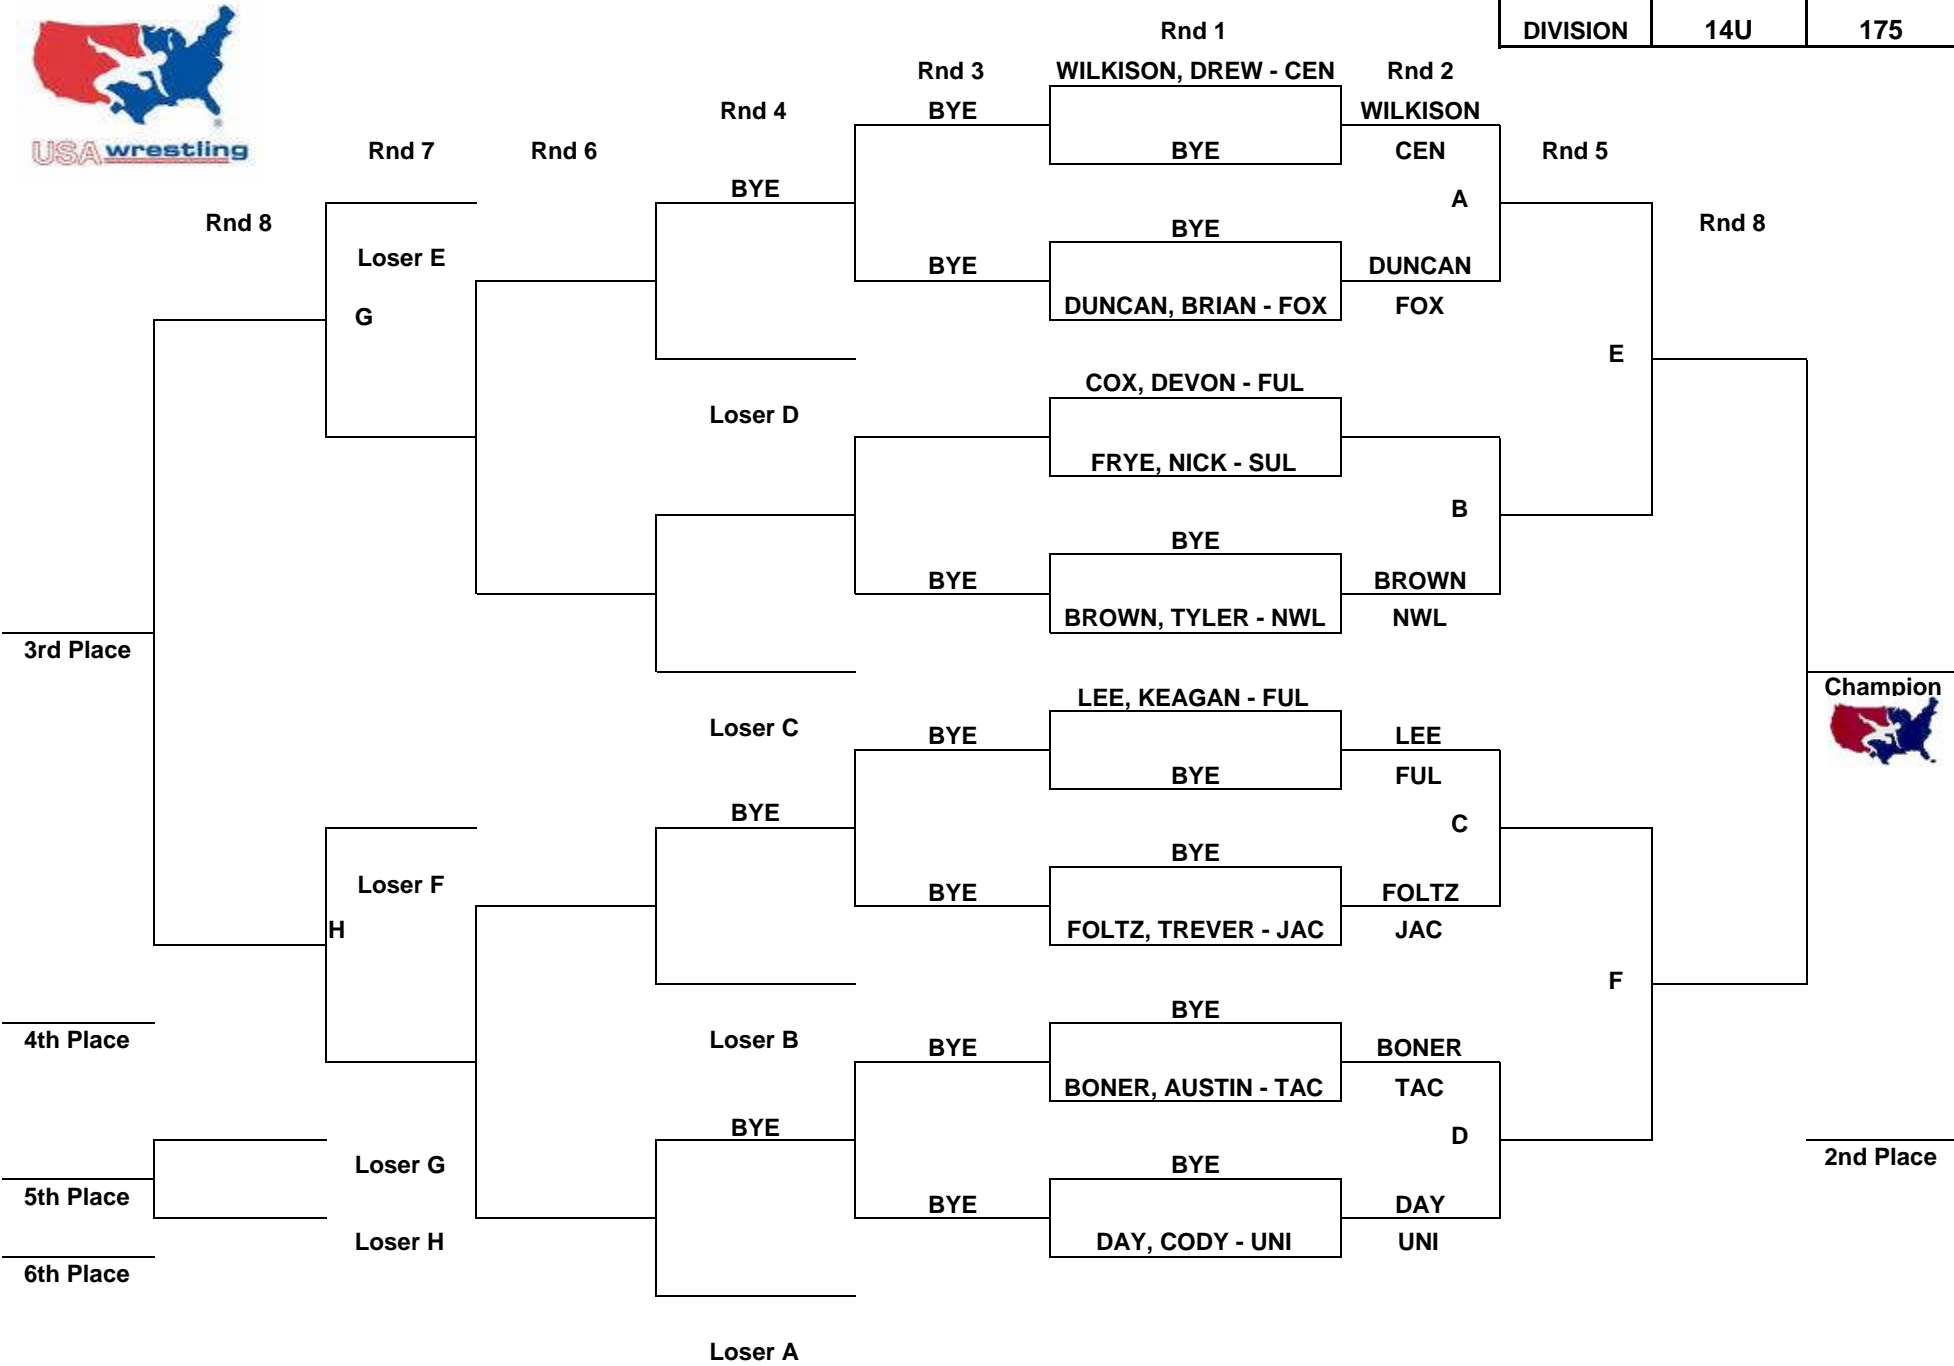 Rnd 1
DIVISION 14U 175
Rnd 3 WILKISON, DREW - CEN Rnd 2
Rnd 4 BYE WILKISON
USA wrestling Rnd 7 Rnd 6 BYE CEN Rnd 5
BYE
A
Rnd 8 BYE Rnd 8
Loser E BYE DUNCAN
G DUNCAN, BRIAN - FOX FOX
E
COX, DEVON - FUL
Loser D
FRYE, NICK - SUL
B
BYE
BYE BROWN
BROWN, TYLER - NWL NWL
3rd Place
Champion
LEE, KEAGAN - FUL
Loser C BYE LEE
BYE FUL
BYE C
BYE
Loser F BYE FOLTZ
H FOLTZ, TREVER - JAC JAC
F
BYE
4th Place Loser B BYE BONER
BONER, AUSTIN - TAC TAC
BYE D
Loser G BYE 2nd Place
5th Place BYE DAY
Loser H DAY, CODY - UNI UNI
6th Place
Loser A